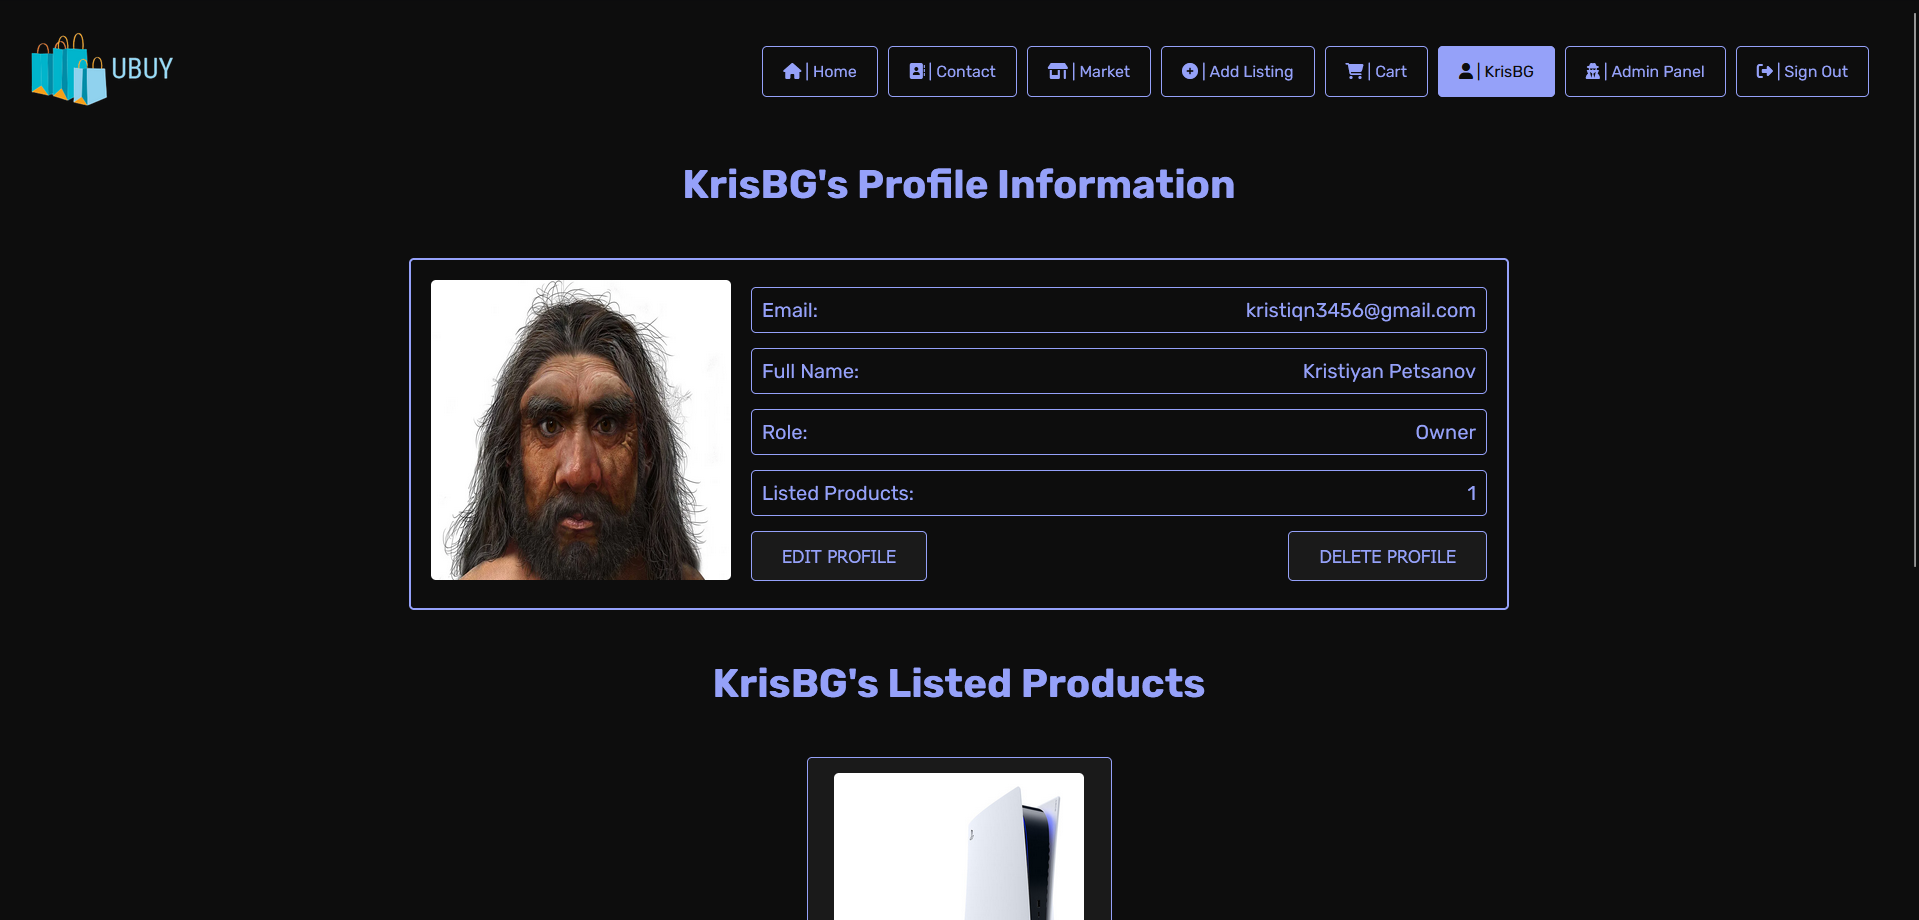 UBUY
| Home
| Contact
| Market
| Add Listing
| Cart
| KrisBG
| Admin Panel
| Sign Out
KrisBG's Profile Information
Email: kristiqn3456@gmail.com
Full Name: Kristiyan Petsanov
Role: Owner
Listed Products: 1
EDIT PROFILE
DELETE PROFILE
KrisBG's Listed Products